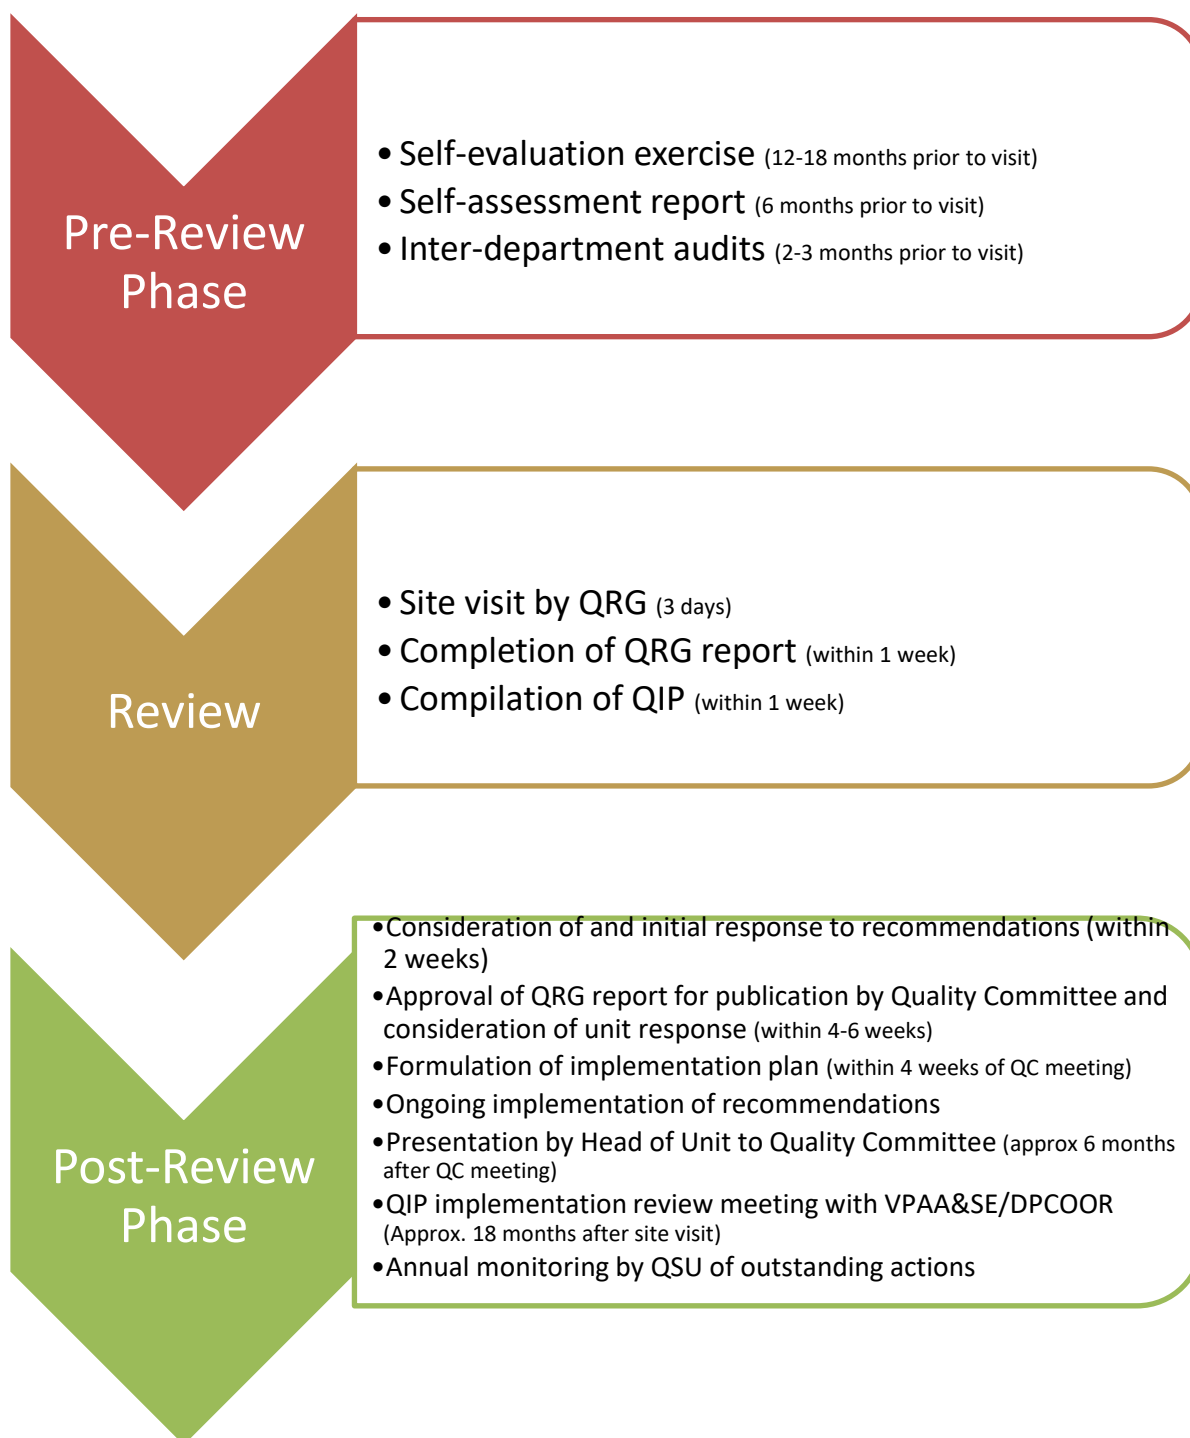 Pre-Review
Phase
• Self-evaluation exercise (12-18 months prior to visit)
• Self-assessment report (6 months prior to visit)
• Inter-department audits (2-3 months prior to visit)
Review
• Site visit by QRG (3 days)
• Completion of QRG report (within 1 week)
• Compilation of QIP (within 1 week)
Post-Review
Phase
•Consideration of and initial response to recommendations (within
2 weeks)
•Approval of QRG report for publication by Quality Committee and
consideration of unit response (within 4-6 weeks)
•Formulation of implementation plan (within 4 weeks of QC meeting)
•Ongoing implementation of recommendations
•Presentation by Head of Unit to Quality Committee (approx 6 months
after QC meeting)
•QIP implementation review meeting with VPAA&SE/DPCOOR
(Approx. 18 months after site visit)
•Annual monitoring by QSU of outstanding actions